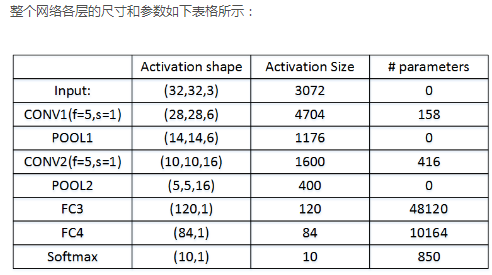 整个网络各层的尺寸和参数如下表格所示：
Activation shape Activation Size # parameters
Input: (32,32,3) 3072 0
CONV1(f=5,s=1) (28,28,6) 4704 158
POOL1 (14,14,6) 1176 0
CONV2(f=5,s=1) (10,10,16) 1600 416
POOL2 (5,5,16) 400 0
FC3 (120,1) 120 48120
FC4 (84,1) 84 10164
Softmax (10,1) 10 850